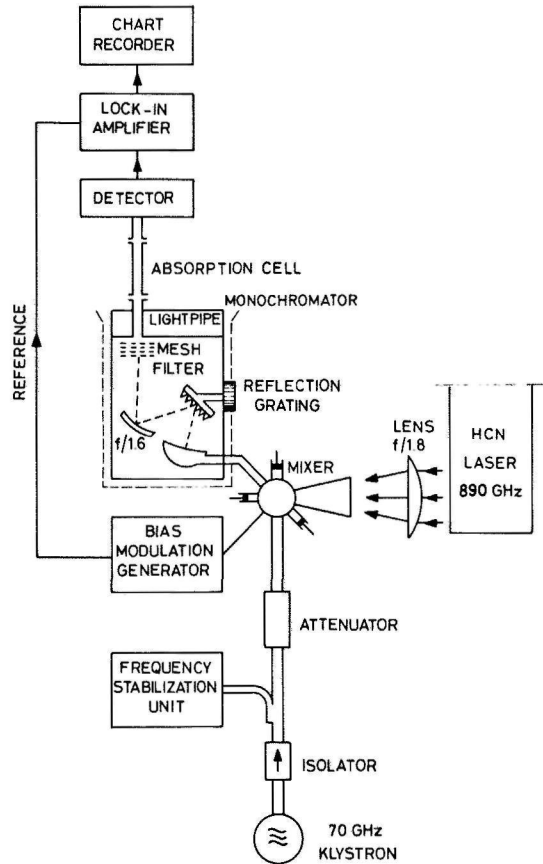 CHART
RECORDER
LOCK-IN
AMPLIFIER
DETECTOR
ABSORPTION CELL
MONOCHROMATOR
LIGHTPIPE
MESH
FILTER
REFERENCE
REFLECTION
GRATING
f/1.6
LENS
f/1.8
HCN
LASER
890 GHz
MIXER
BIAS
MODULATION
GENERATOR
ATTENUATOR
FREQUENCY
STABILIZATION
UNIT
ISOLATOR
70 GHz
KLYSTRON